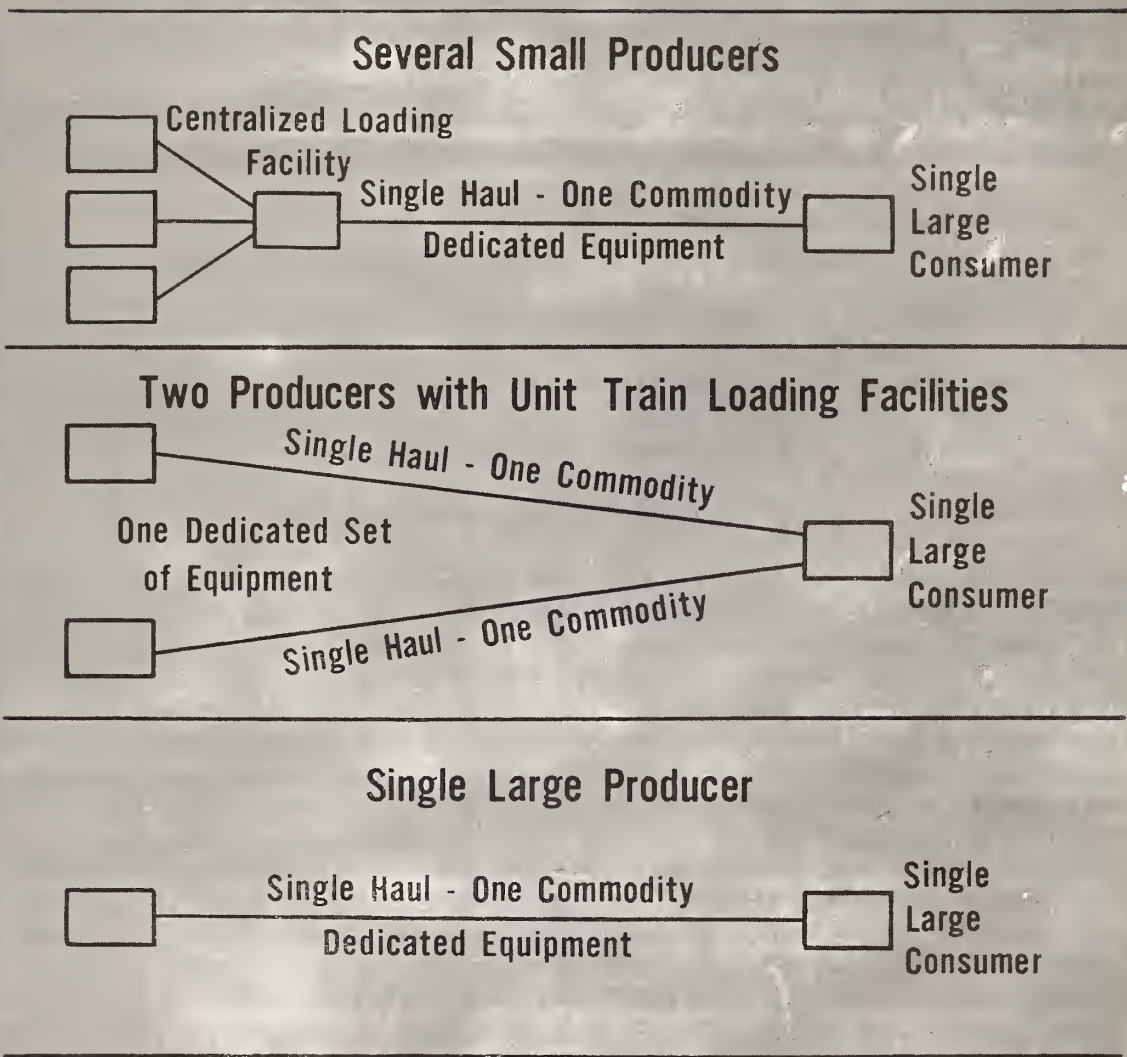 Several Small Producers
Centralized Loading
Facility
Single Haul - One Commodity
Dedicated Equipment
Single
Large
Consumer
Two Producers with Unit Train Loading Facilities
Single Haul - One Commodity
One Dedicated Set
of Equipment
Single Haul - One Commodity
Single
Large
Consumer
Single Large Producer
Single Haul - One Commodity
Dedicated Equipment
Single
Large
Consumer